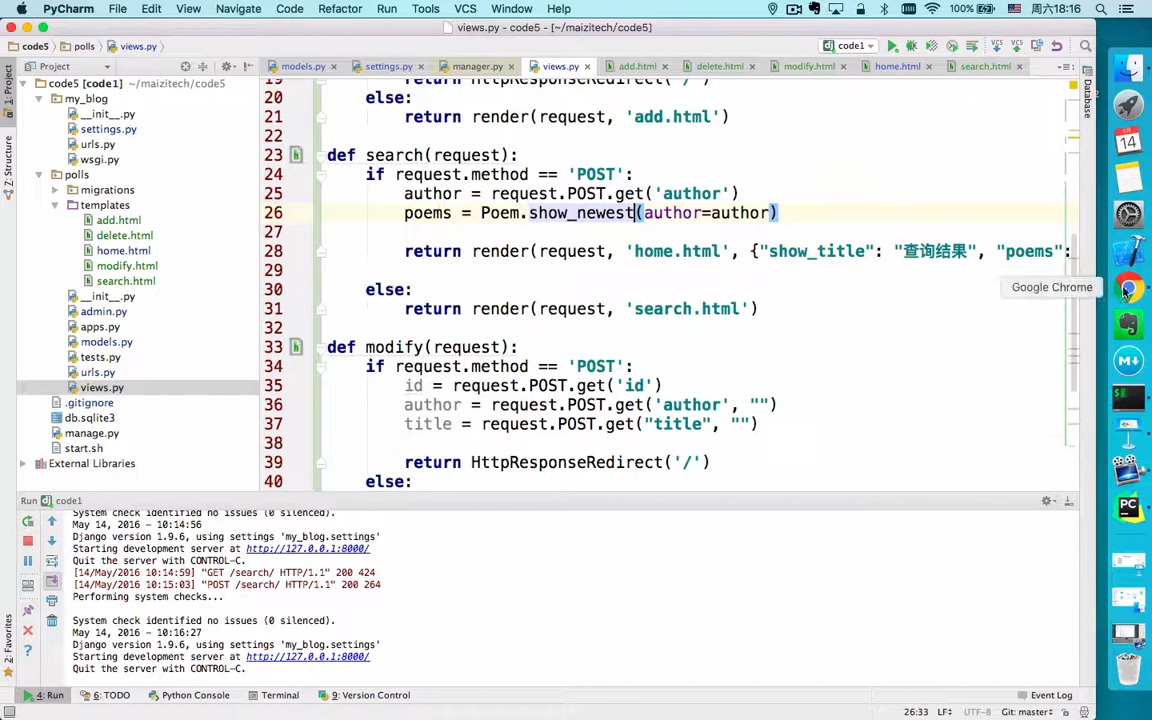 PyCharm File Edit View Navigate Code Refactor Run Tools VCS Window Help 100% 周六18:16
views.py - code5 - [~/maizitech/code5]
code5 polls views.py code1
Project models.py settings.py manager.py views.py add.html delete.html modify.html home.html search.html
1: Project
Z: Structure
2: Favorites
Database
code5 [code1] ~/maizitech/code5
my_blog
__init__.py
settings.py
urls.py
wsgi.py
polls
migrations
templates
add.html
delete.html
home.html
modify.html
search.html
__init__.py
admin.py
apps.py
models.py
tests.py
urls.py
views.py
.gitignore
db.sqlite3
manage.py
start.sh
External Libraries
19 return HttpResponseRedirect('/')
20 else:
21 return render(request, 'add.html')
22
23 def search(request):
24 if request.method == 'POST':
25 author = request.POST.get('author')
26 poems = Poem.show_newest(author=author)
27
28 return render(request, 'home.html', {"show_title": "查询结果", "poems":
29
30 else:
31 return render(request, 'search.html')
32
33 def modify(request):
34 if request.method == 'POST':
35 id = request.POST.get('id')
36 author = request.POST.get('author', "")
37 title = request.POST.get("title", "")
38
39 return HttpResponseRedirect('/')
40 else:
Google Chrome
Run code1
System check identified no issues (0 silenced).
May 14, 2016 - 10:14:56
Django version 1.9.6, using settings 'my_blog.settings'
Starting development server at http://127.0.0.1:8000/
Quit the server with CONTROL-C.
[14/May/2016 10:14:59] "GET /search/ HTTP/1.1" 200 424
[14/May/2016 10:15:03] "POST /search/ HTTP/1.1" 200 264
Performing system checks...
System check identified no issues (0 silenced).
May 14, 2016 - 10:16:27
Django version 1.9.6, using settings 'my_blog.settings'
Starting development server at http://127.0.0.1:8000/
Quit the server with CONTROL-C.
4: Run 6: TODO Python Console Terminal 9: Version Control Event Log
26:33 LF UTF-8 Git: master